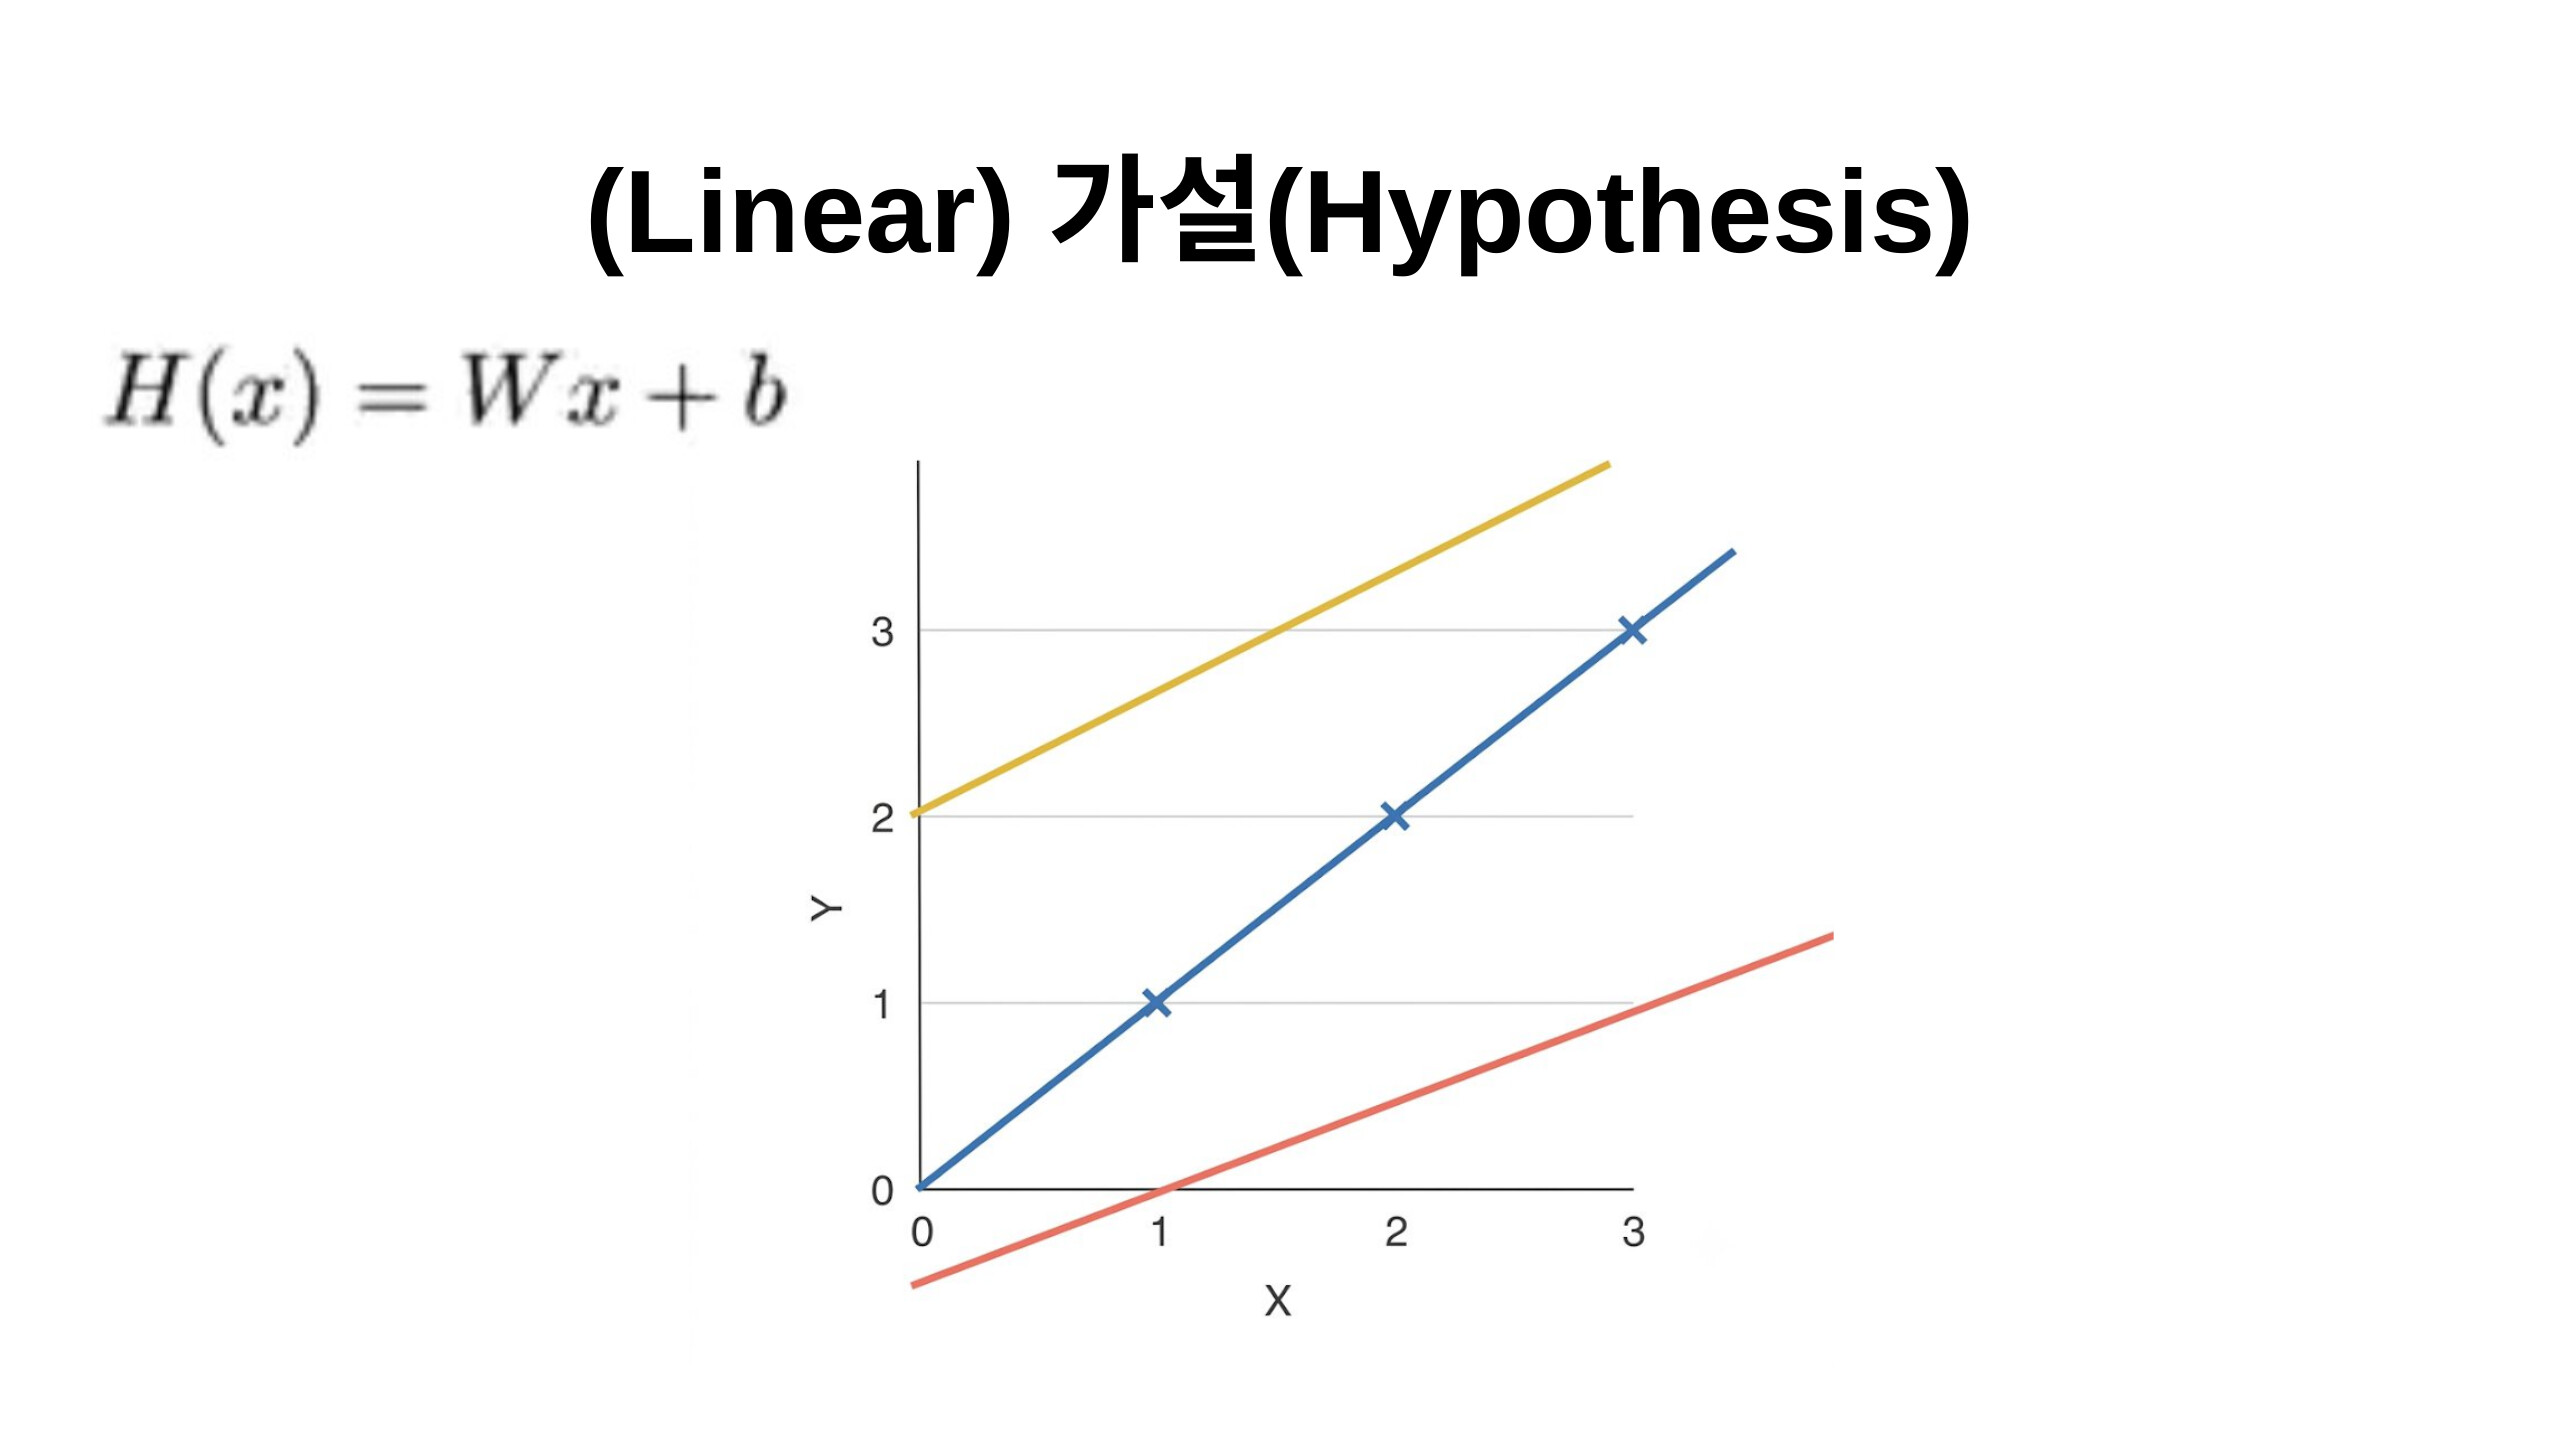 (Linear) 가설(Hypothesis)
H(x) = Wx + b
3
2
Y
1
0
0 1 2 3
X